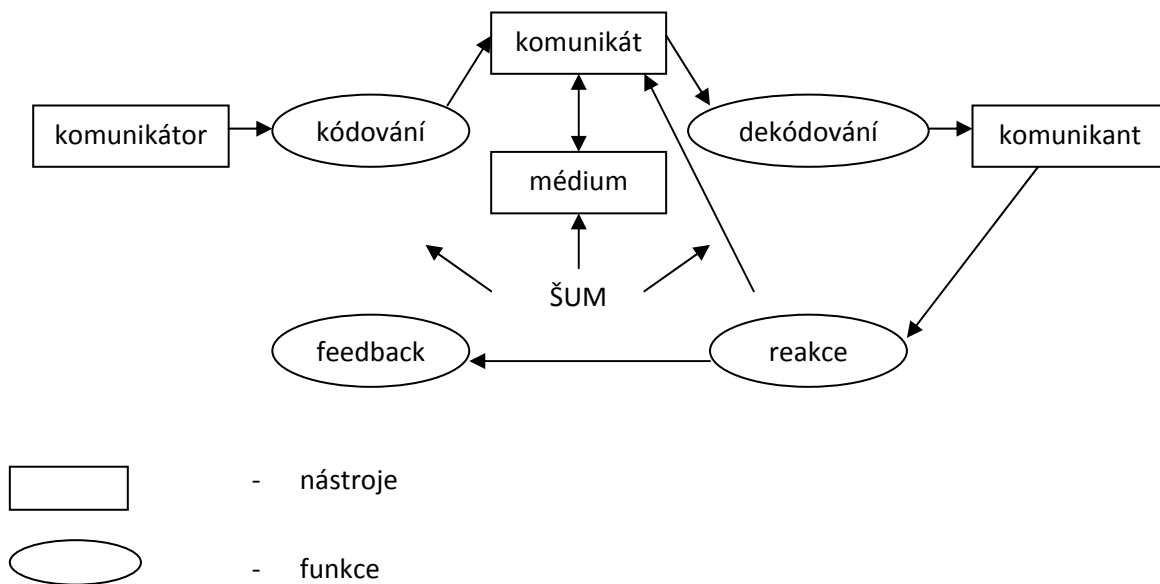 komunikát
komunikátor
kódování
dekódování
komunikant
médium
ŠUM
feedback
reakce
- nástroje
- funkce